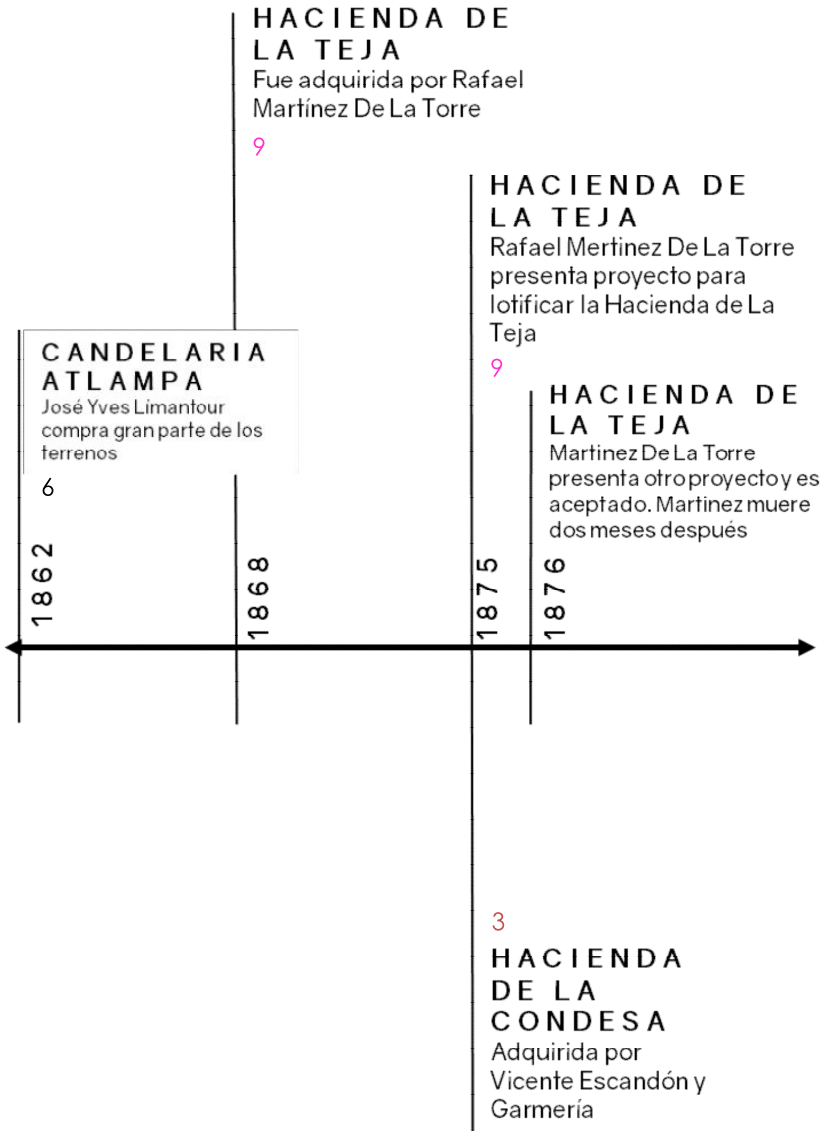 HACIENDA DE
LA TEJA
Fue adquirida por Rafael
Martínez De La Torre
9
HACIENDA DE
LA TEJA
Rafael Mertinez De La Torre
presenta proyecto para
lotificar la Hacienda de La
Teja
9
CANDELARIA
ATLAMPA
José Yves Limantour
compra gran parte de los
terrenos
6
HACIENDA DE
LA TEJA
Martinez De La Torre
presenta otro proyecto y es
aceptado. Martinez muere
dos meses después
1862
1868
1875
1876
3
HACIENDA
DE LA
CONDESA
Adquirida por
Vicente Escandón y
Garmería